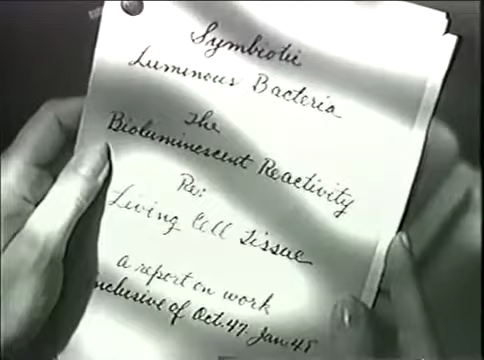 Symbiotic
Luminous Bacteria
The
Bioluminescent Reactivity
Re:
Living Cell Tissue
a report on work
inclusive of Oct. 47 Jan. 48